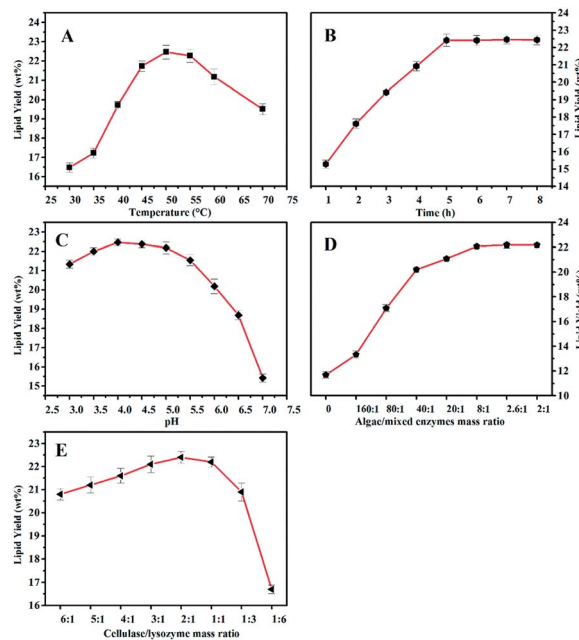 A
Lipid Yield (wt%)
23
22
21
20
19
18
17
16
25 30 35 40 45 50 55 60 65 70 75
Temperature (°C)
B
23
22
21
20
19
18
17
16
15
Lipid Yield (wt%)
1 2 3 4 5 6 7 8
Time (h)
C
Lipid Yield (wt%)
23
22
21
20
19
18
17
16
15
2.5 3.0 3.5 4.0 4.5 5.0 5.5 6.0 6.5 7.0 7.5
pH
D
24
22
20
18
16
14
12
10
Lipid Yield (wt%)
0 160:1 80:1 40:1 20:1 8:1 2.6:1 2:1
Algae/mixed enzymes mass ratio
E
Lipid Yield (wt%)
23
22
21
20
19
18
17
16
6:1 5:1 4:1 3:1 2:1 1:1 1:3 1:6
Cellulase/lysozyme mass ratio